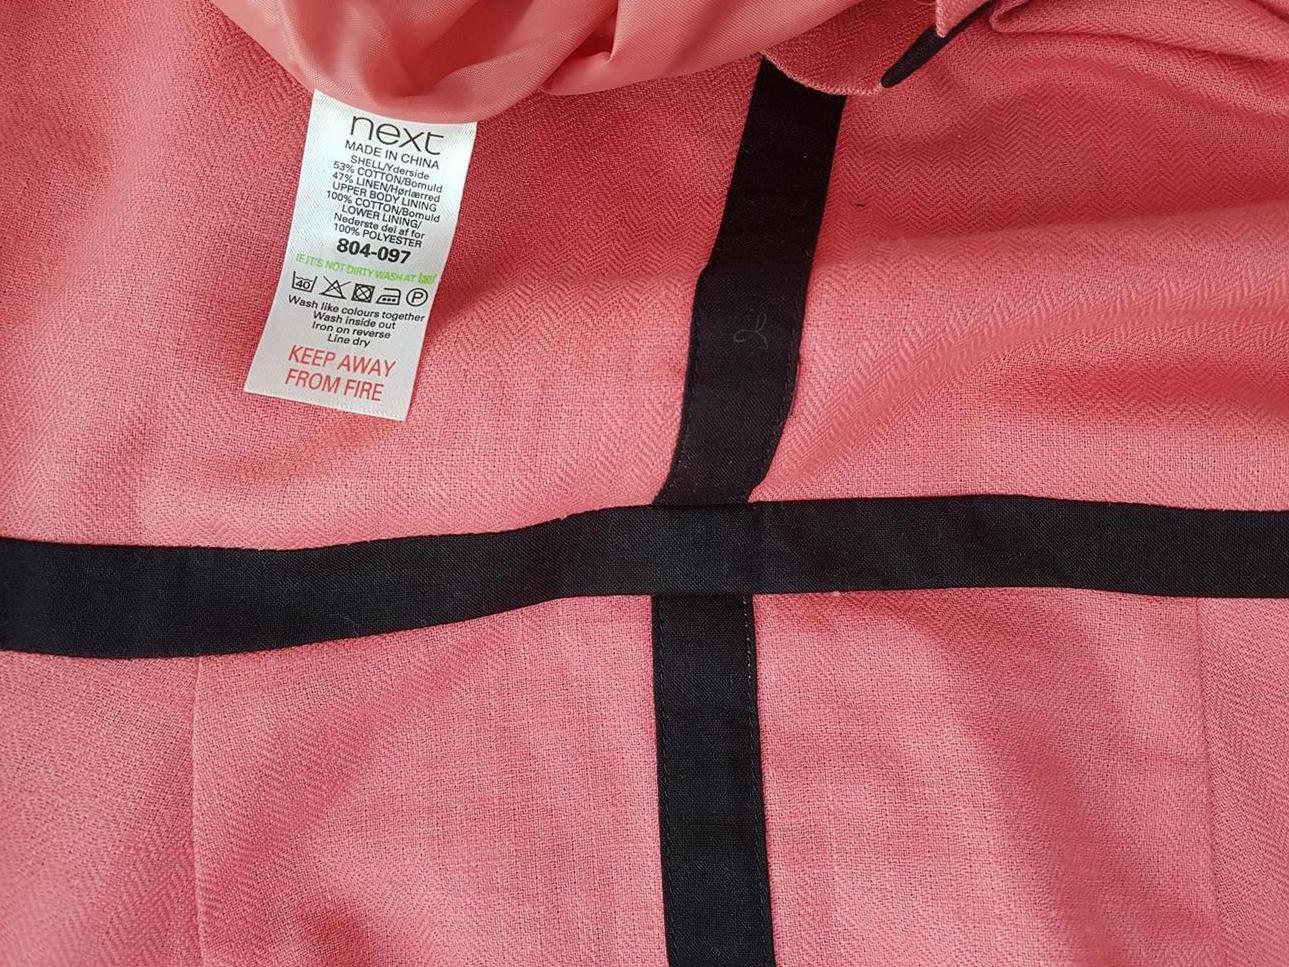 next
MADE IN CHINA
SHELL/Yderside
53% COTTON/Bomuld
47% LINEN/Hørlærred
UPPER BODY LINING
100% COTTON/Bomuld
LOWER LINING/
Nederste del af for
100% POLYESTER
804-097
IF IT'S NOT DIRTY WASH AT 30°
40 P
Wash like colours together
Wash inside out
Iron on reverse
Line dry
KEEP AWAY
FROM FIRE